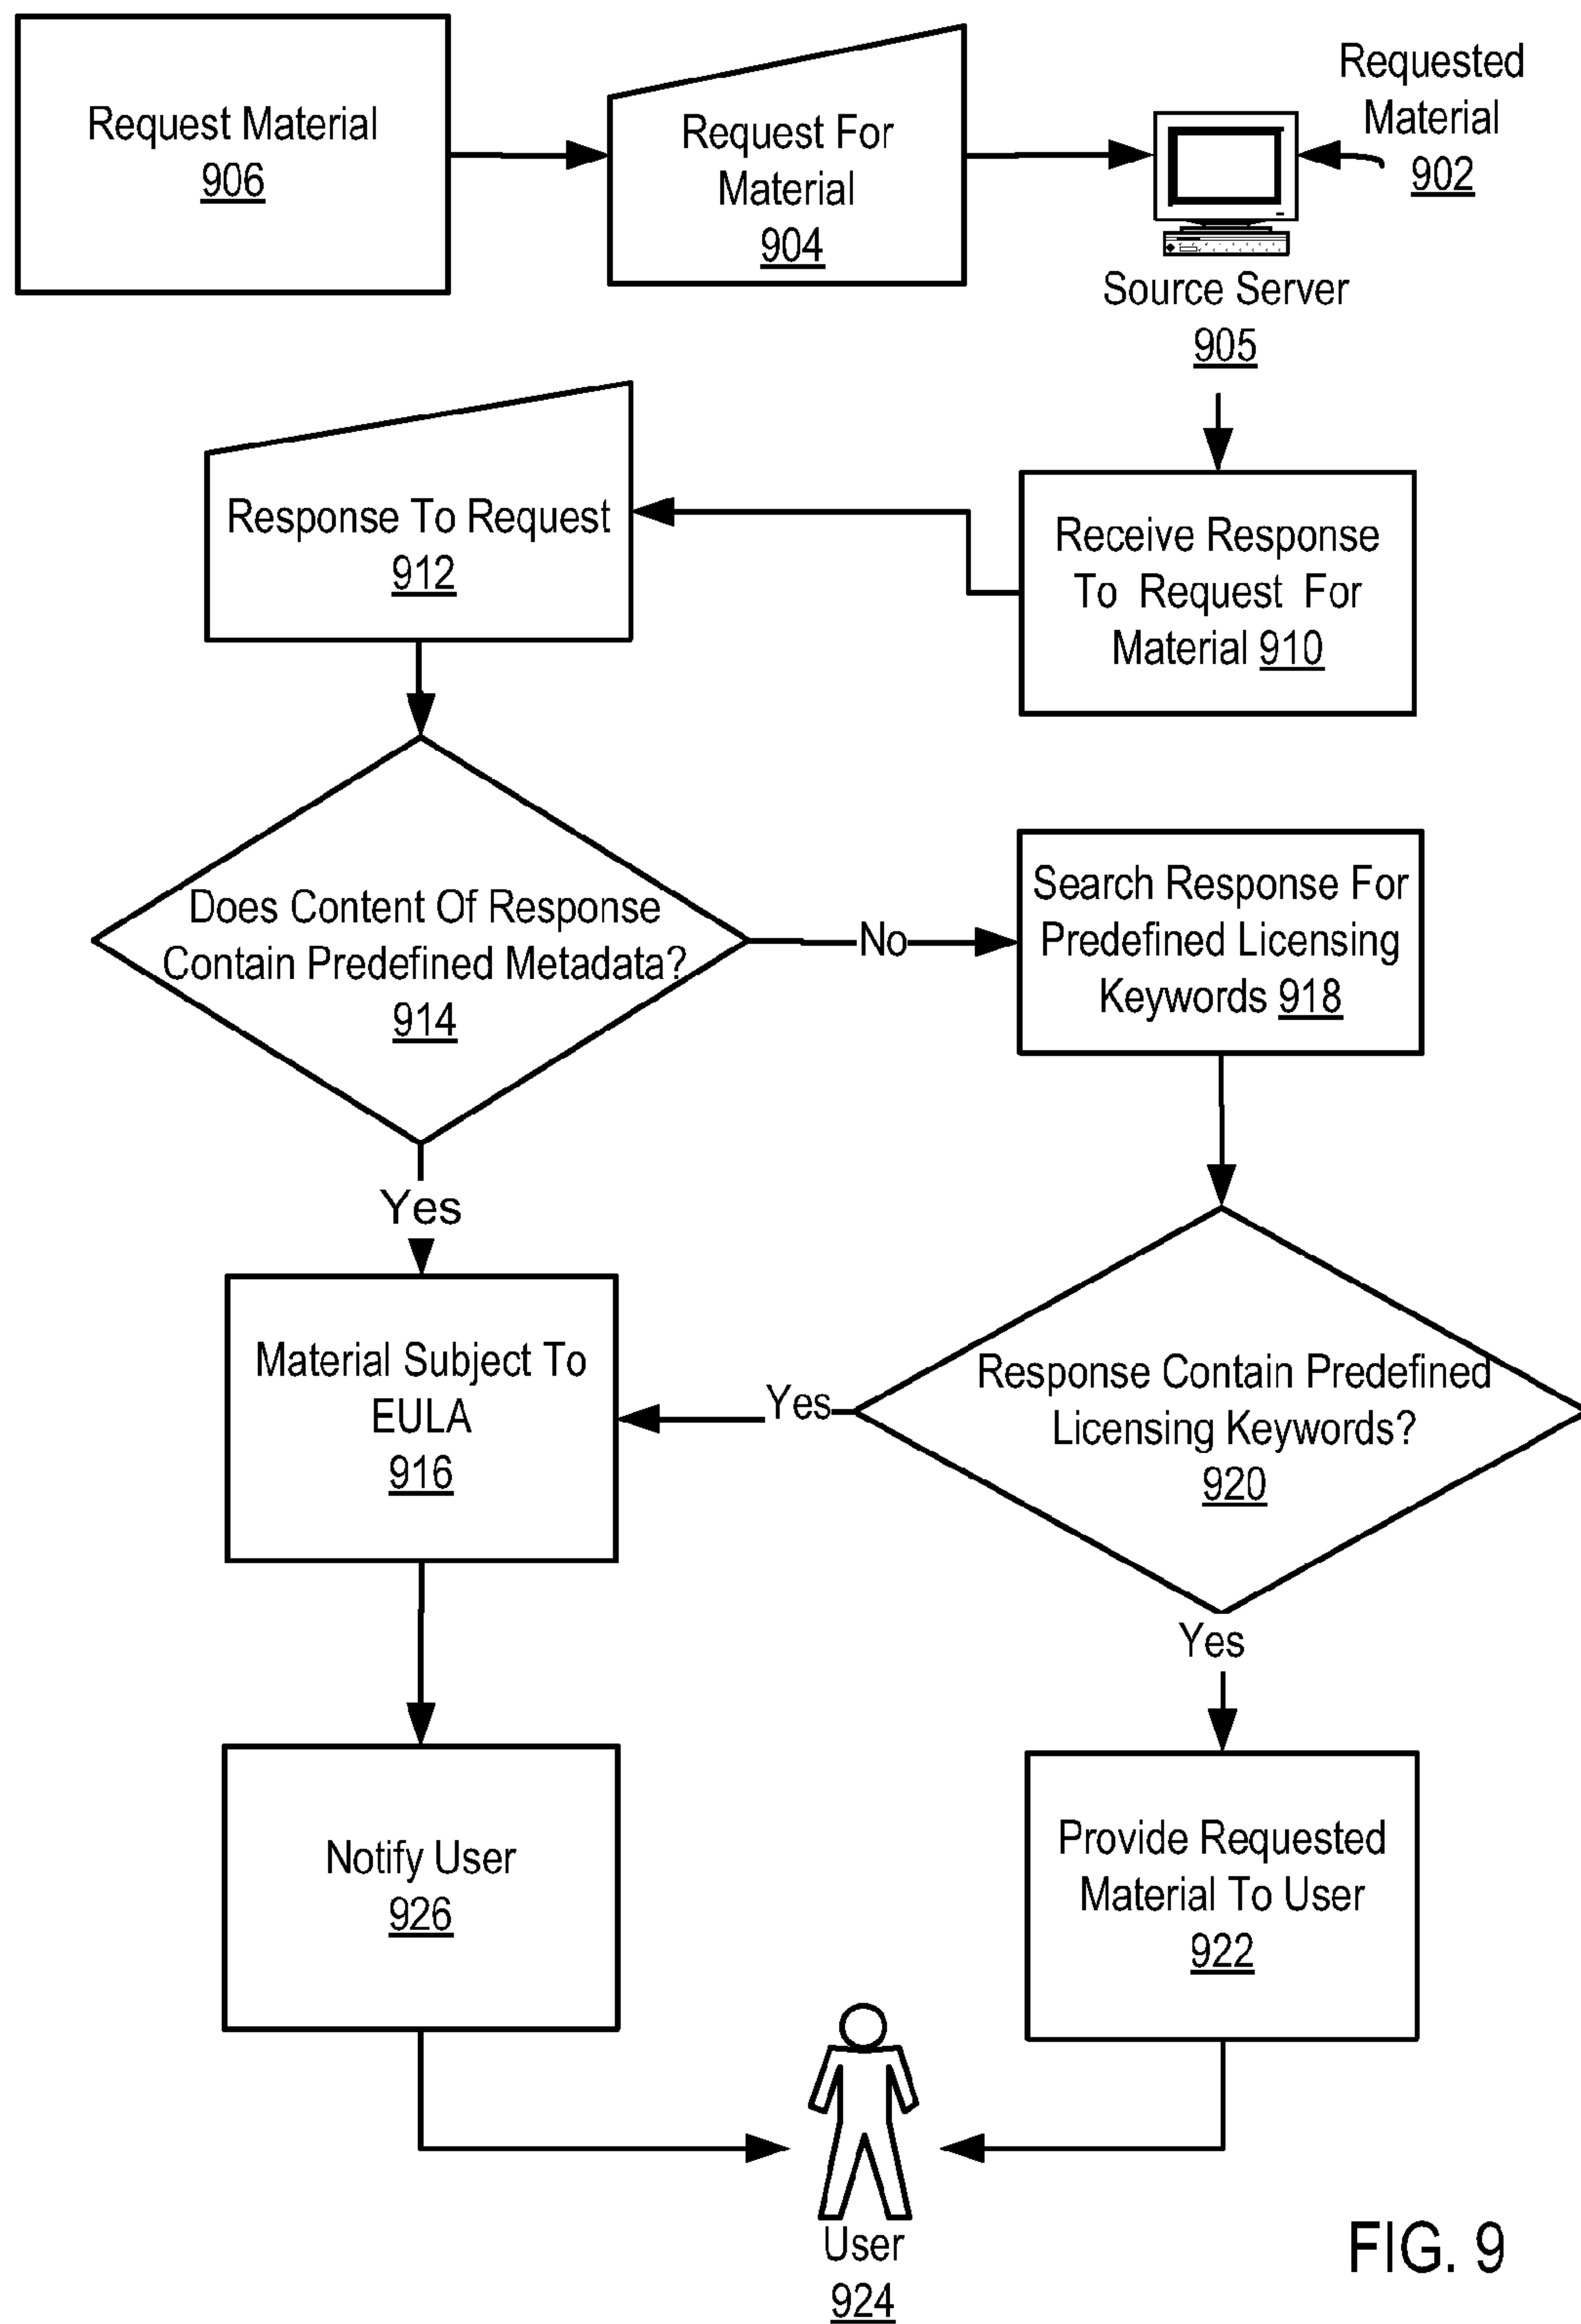 Request Material
906
Request For
Material
904
Requested
Material
902
Source Server
905
Response To Request
912
Receive Response
To Request For
Material 910
Does Content Of Response
Contain Predefined Metadata?
914
No
Search Response For
Predefined Licensing
Keywords 918
Yes
Material Subject To
EULA
916
Yes
Response Contain Predefined
Licensing Keywords?
920
Yes
Notify User
926
Provide Requested
Material To User
922
User
924
FIG. 9